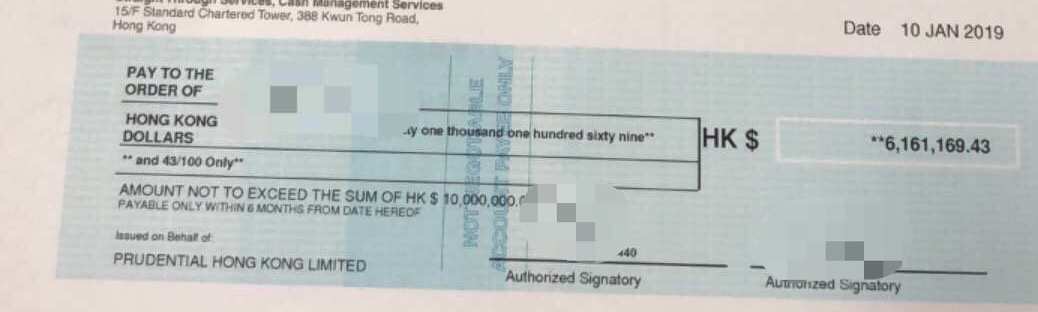 Straight Through Services, Cash Management Services
15/F Standard Chartered Tower, 388 Kwun Tong Road,
Hong Kong
Date 10 JAN 2019
PAY TO THE
ORDER OF
HONG KONG
DOLLARS
one thousand one hundred sixty nine**
HK $ **6,161,169.43
** and 43/100 Only**
AMOUNT NOT TO EXCEED THE SUM OF HK $ 10,000,000.
PAYABLE ONLY WITHIN 6 MONTHS FROM DATE HEREOF
NOT NEGOTIABLE
ACCOUNT PAYEE ONLY
Issued on Behalf of
PRUDENTIAL HONG KONG LIMITED
440
Authorized Signatory
Authorized Signatory